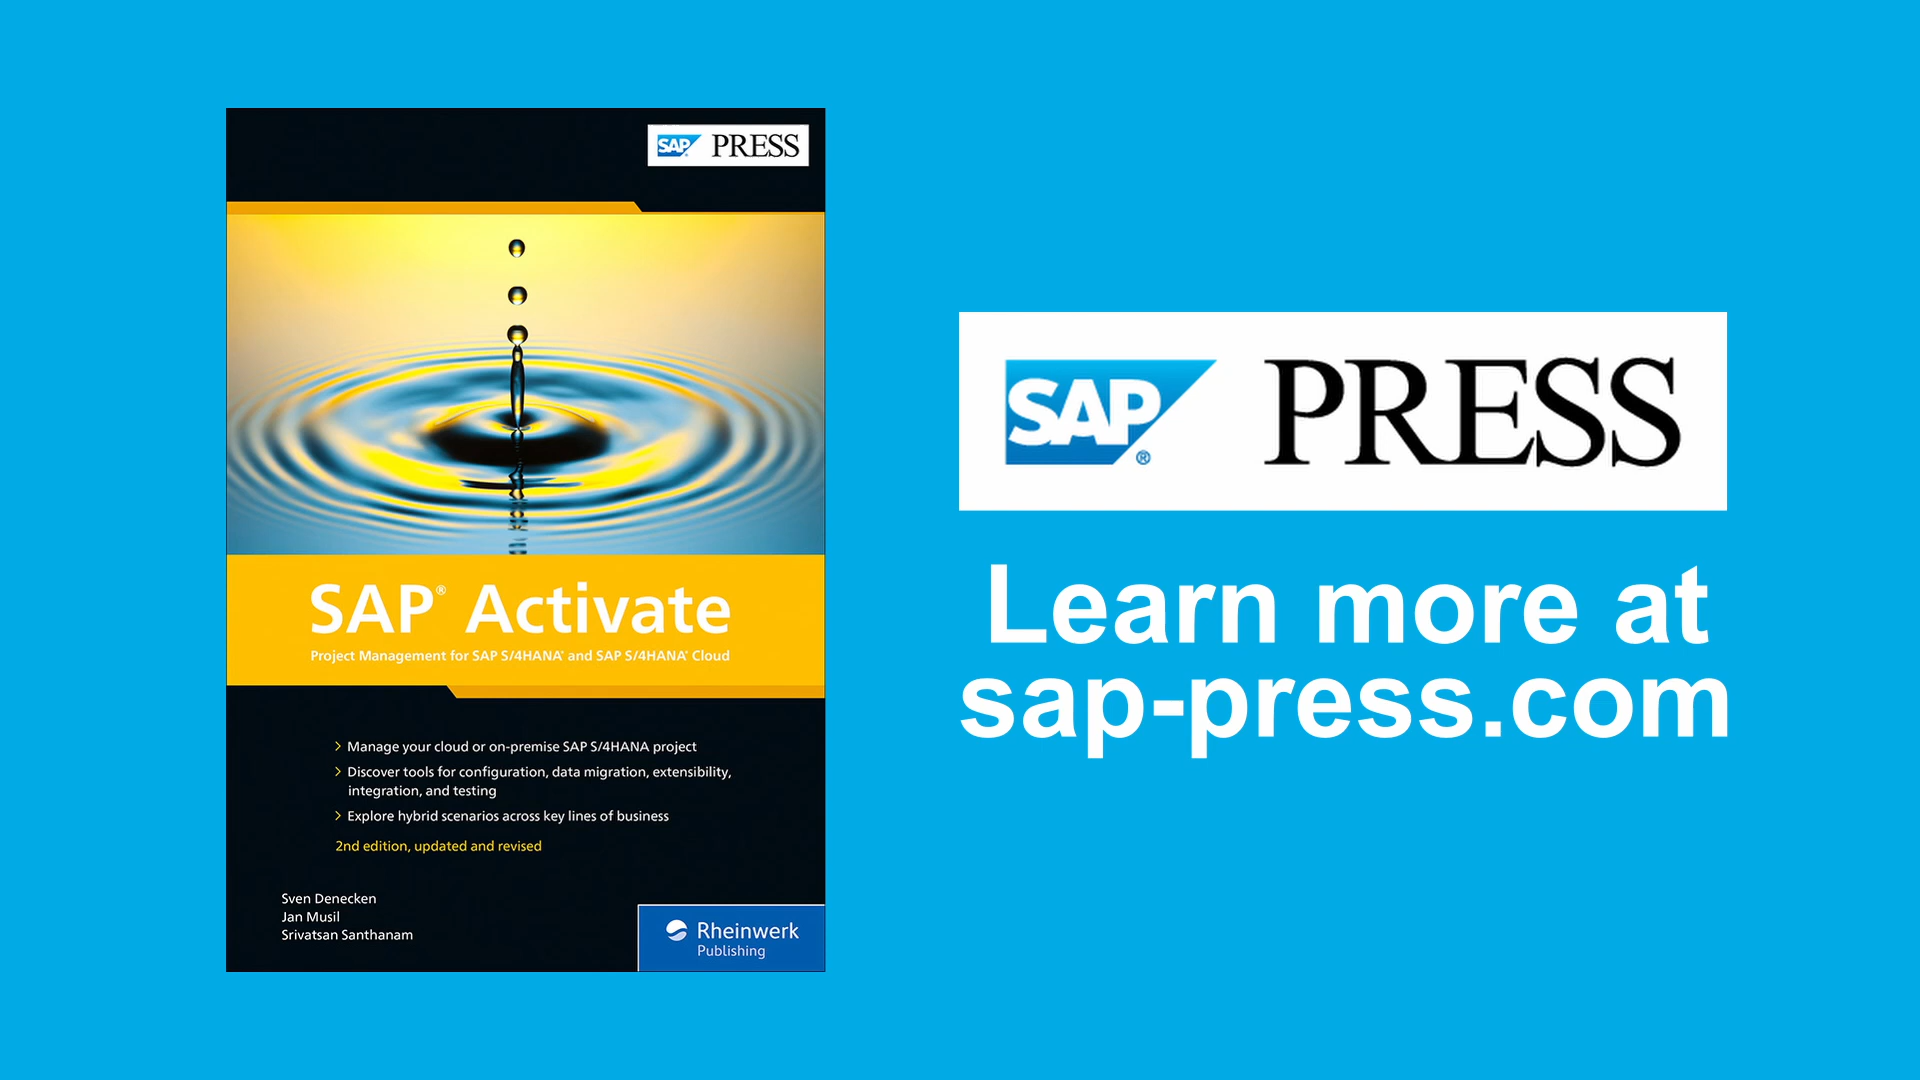 SAP PRESS
SAP® Activate
Project Management for SAP S/4HANA® and SAP S/4HANA® Cloud
> Manage your cloud or on-premise SAP S/4HANA project
> Discover tools for configuration, data migration, extensibility,
integration, and testing
> Explore hybrid scenarios across key lines of business
2nd edition, updated and revised
Sven Denecken
Jan Musil
Srivatsan Santhanam
Rheinwerk
Publishing
SAP® PRESS
Learn more at
sap-press.com